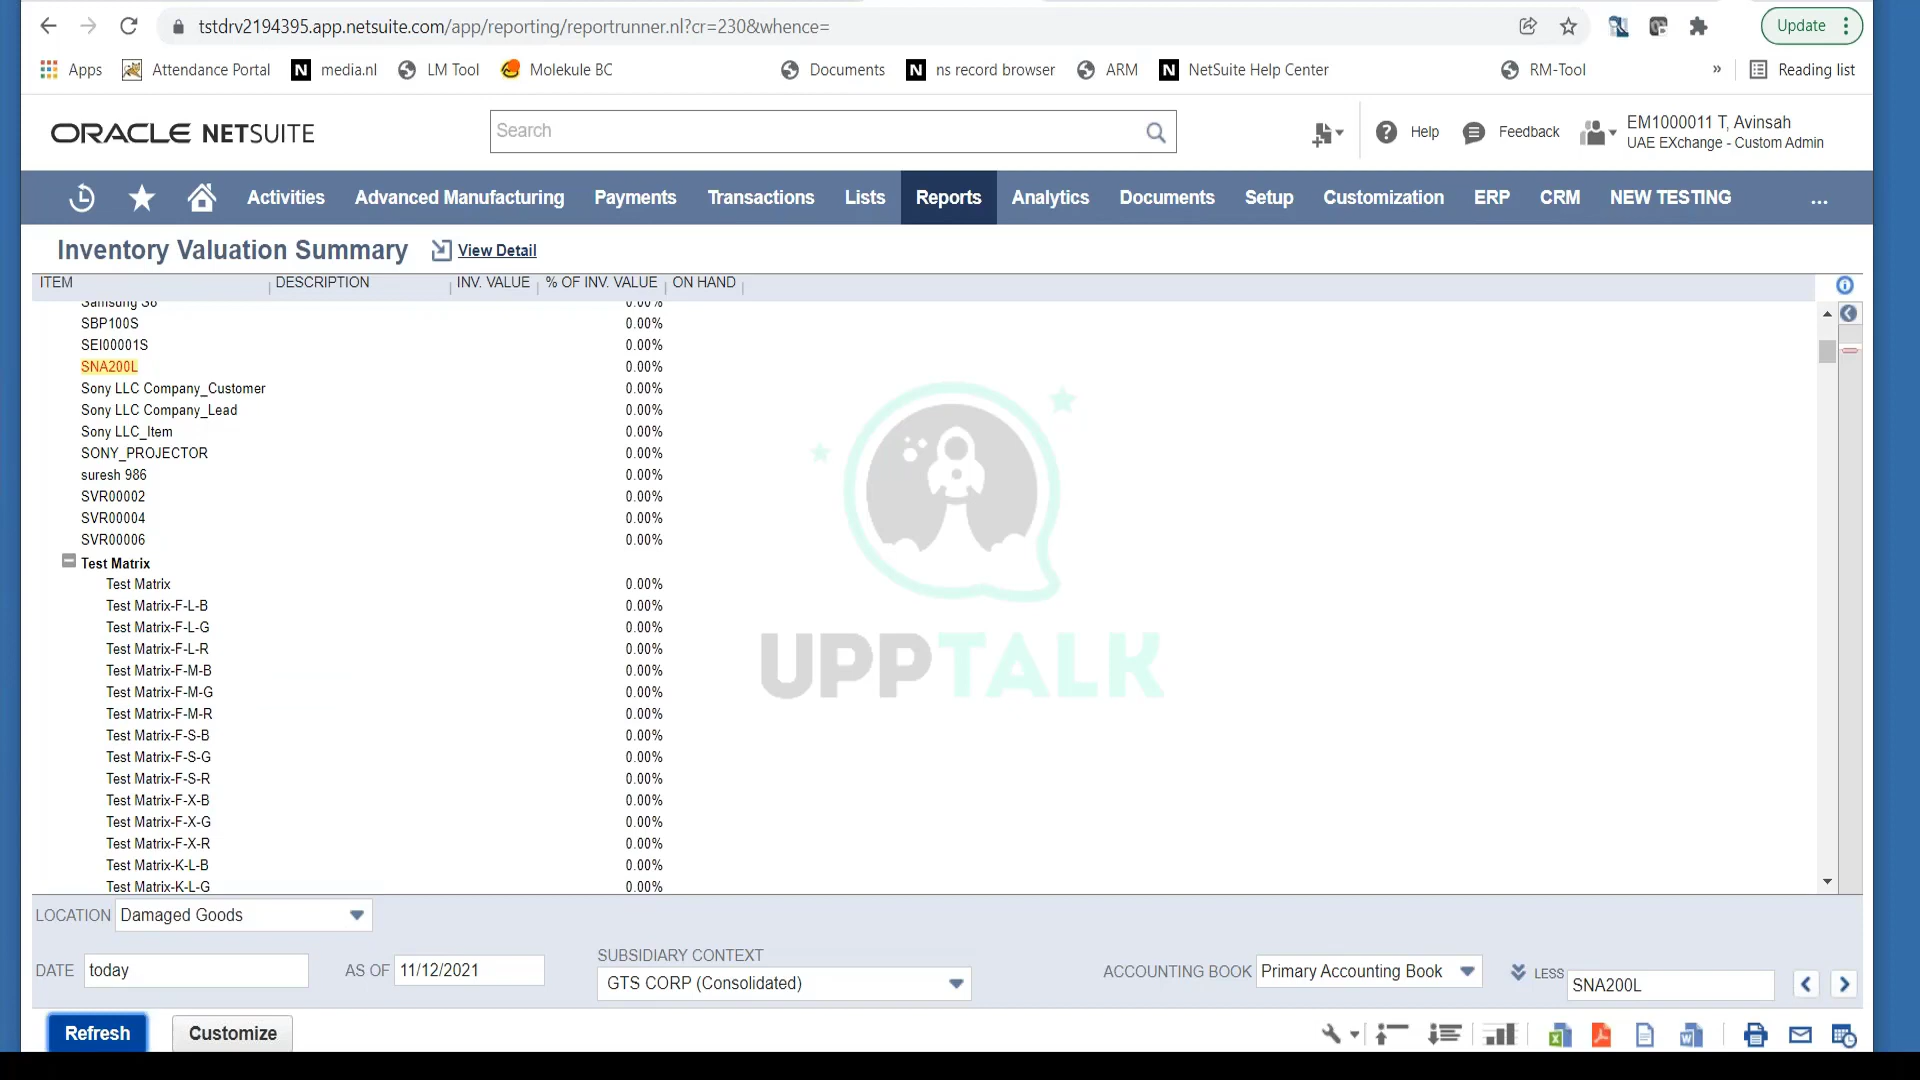 tstdrv2194395.app.netsuite.com/app/reporting/reportrunner.nl?cr=230&whence=
Update
Apps
Attendance Portal
N media.nl
LM Tool
Molekule BC
Documents
N ns record browser
ARM
N NetSuite Help Center
RM-Tool
»
Reading list
ORACLE NETSUITE
Search
Help
Feedback
EM1000011 T, Avinsah
UAE EXchange - Custom Admin
Activities
Advanced Manufacturing
Payments
Transactions
Lists
Reports
Analytics
Documents
Setup
Customization
ERP
CRM
NEW TESTING
...
Inventory Valuation Summary
View Detail
ITEM DESCRIPTION INV. VALUE % OF INV. VALUE ON HAND
Samsung S8 0.00%
SBP100S 0.00%
SEI00001S 0.00%
SNA200L 0.00%
Sony LLC Company_Customer 0.00%
Sony LLC Company_Lead 0.00%
Sony LLC_Item 0.00%
SONY_PROJECTOR 0.00%
suresh 986 0.00%
SVR00002 0.00%
SVR00004 0.00%
SVR00006 0.00%
Test Matrix
Test Matrix 0.00%
Test Matrix-F-L-B 0.00%
Test Matrix-F-L-G 0.00%
Test Matrix-F-L-R 0.00%
Test Matrix-F-M-B 0.00%
Test Matrix-F-M-G 0.00%
Test Matrix-F-M-R 0.00%
Test Matrix-F-S-B 0.00%
Test Matrix-F-S-G 0.00%
Test Matrix-F-S-R 0.00%
Test Matrix-F-X-B 0.00%
Test Matrix-F-X-G 0.00%
Test Matrix-F-X-R 0.00%
Test Matrix-K-L-B 0.00%
Test Matrix-K-L-G 0.00%
UPPTALK
LOCATION Damaged Goods
DATE today
AS OF 11/12/2021
SUBSIDIARY CONTEXT
GTS CORP (Consolidated)
ACCOUNTING BOOK Primary Accounting Book
LESS
SNA200L
Refresh
Customize